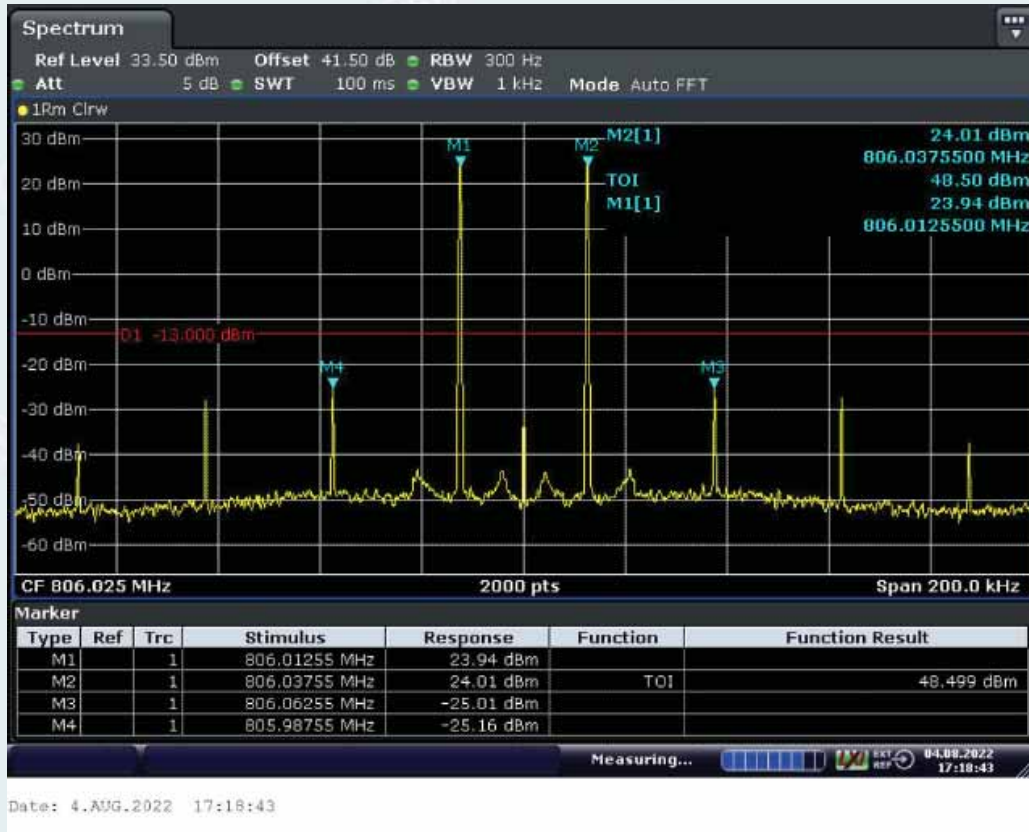 Spectrum
Ref Level 33.50 dBm Offset 41.50 dB RBW 300 Hz
Att 5 dB SWT 100 ms VBW 1 kHz Mode Auto FFT
1Rm Clrw
30 dBm
20 dBm
10 dBm
0 dBm
-10 dBm
-20 dBm
-30 dBm
-40 dBm
-50 dBm
-60 dBm
M1
M2
M2[1] 24.01 dBm
806.0375500 MHz
TOI 48.50 dBm
M1[1] 23.94 dBm
806.0125500 MHz
D1 -13.000 dBm
M4
M3
CF 806.025 MHz 2000 pts Span 200.0 kHz
Marker
Type Ref Trc Stimulus Response Function Function Result
M1 1 806.01255 MHz 23.94 dBm
M2 1 806.03755 MHz 24.01 dBm TOI 48.499 dBm
M3 1 806.06255 MHz -25.01 dBm
M4 1 805.98755 MHz -25.16 dBm
Measuring... LXI EXT REF 04.08.2022
17:18:43
Date: 4.AUG.2022 17:18:43